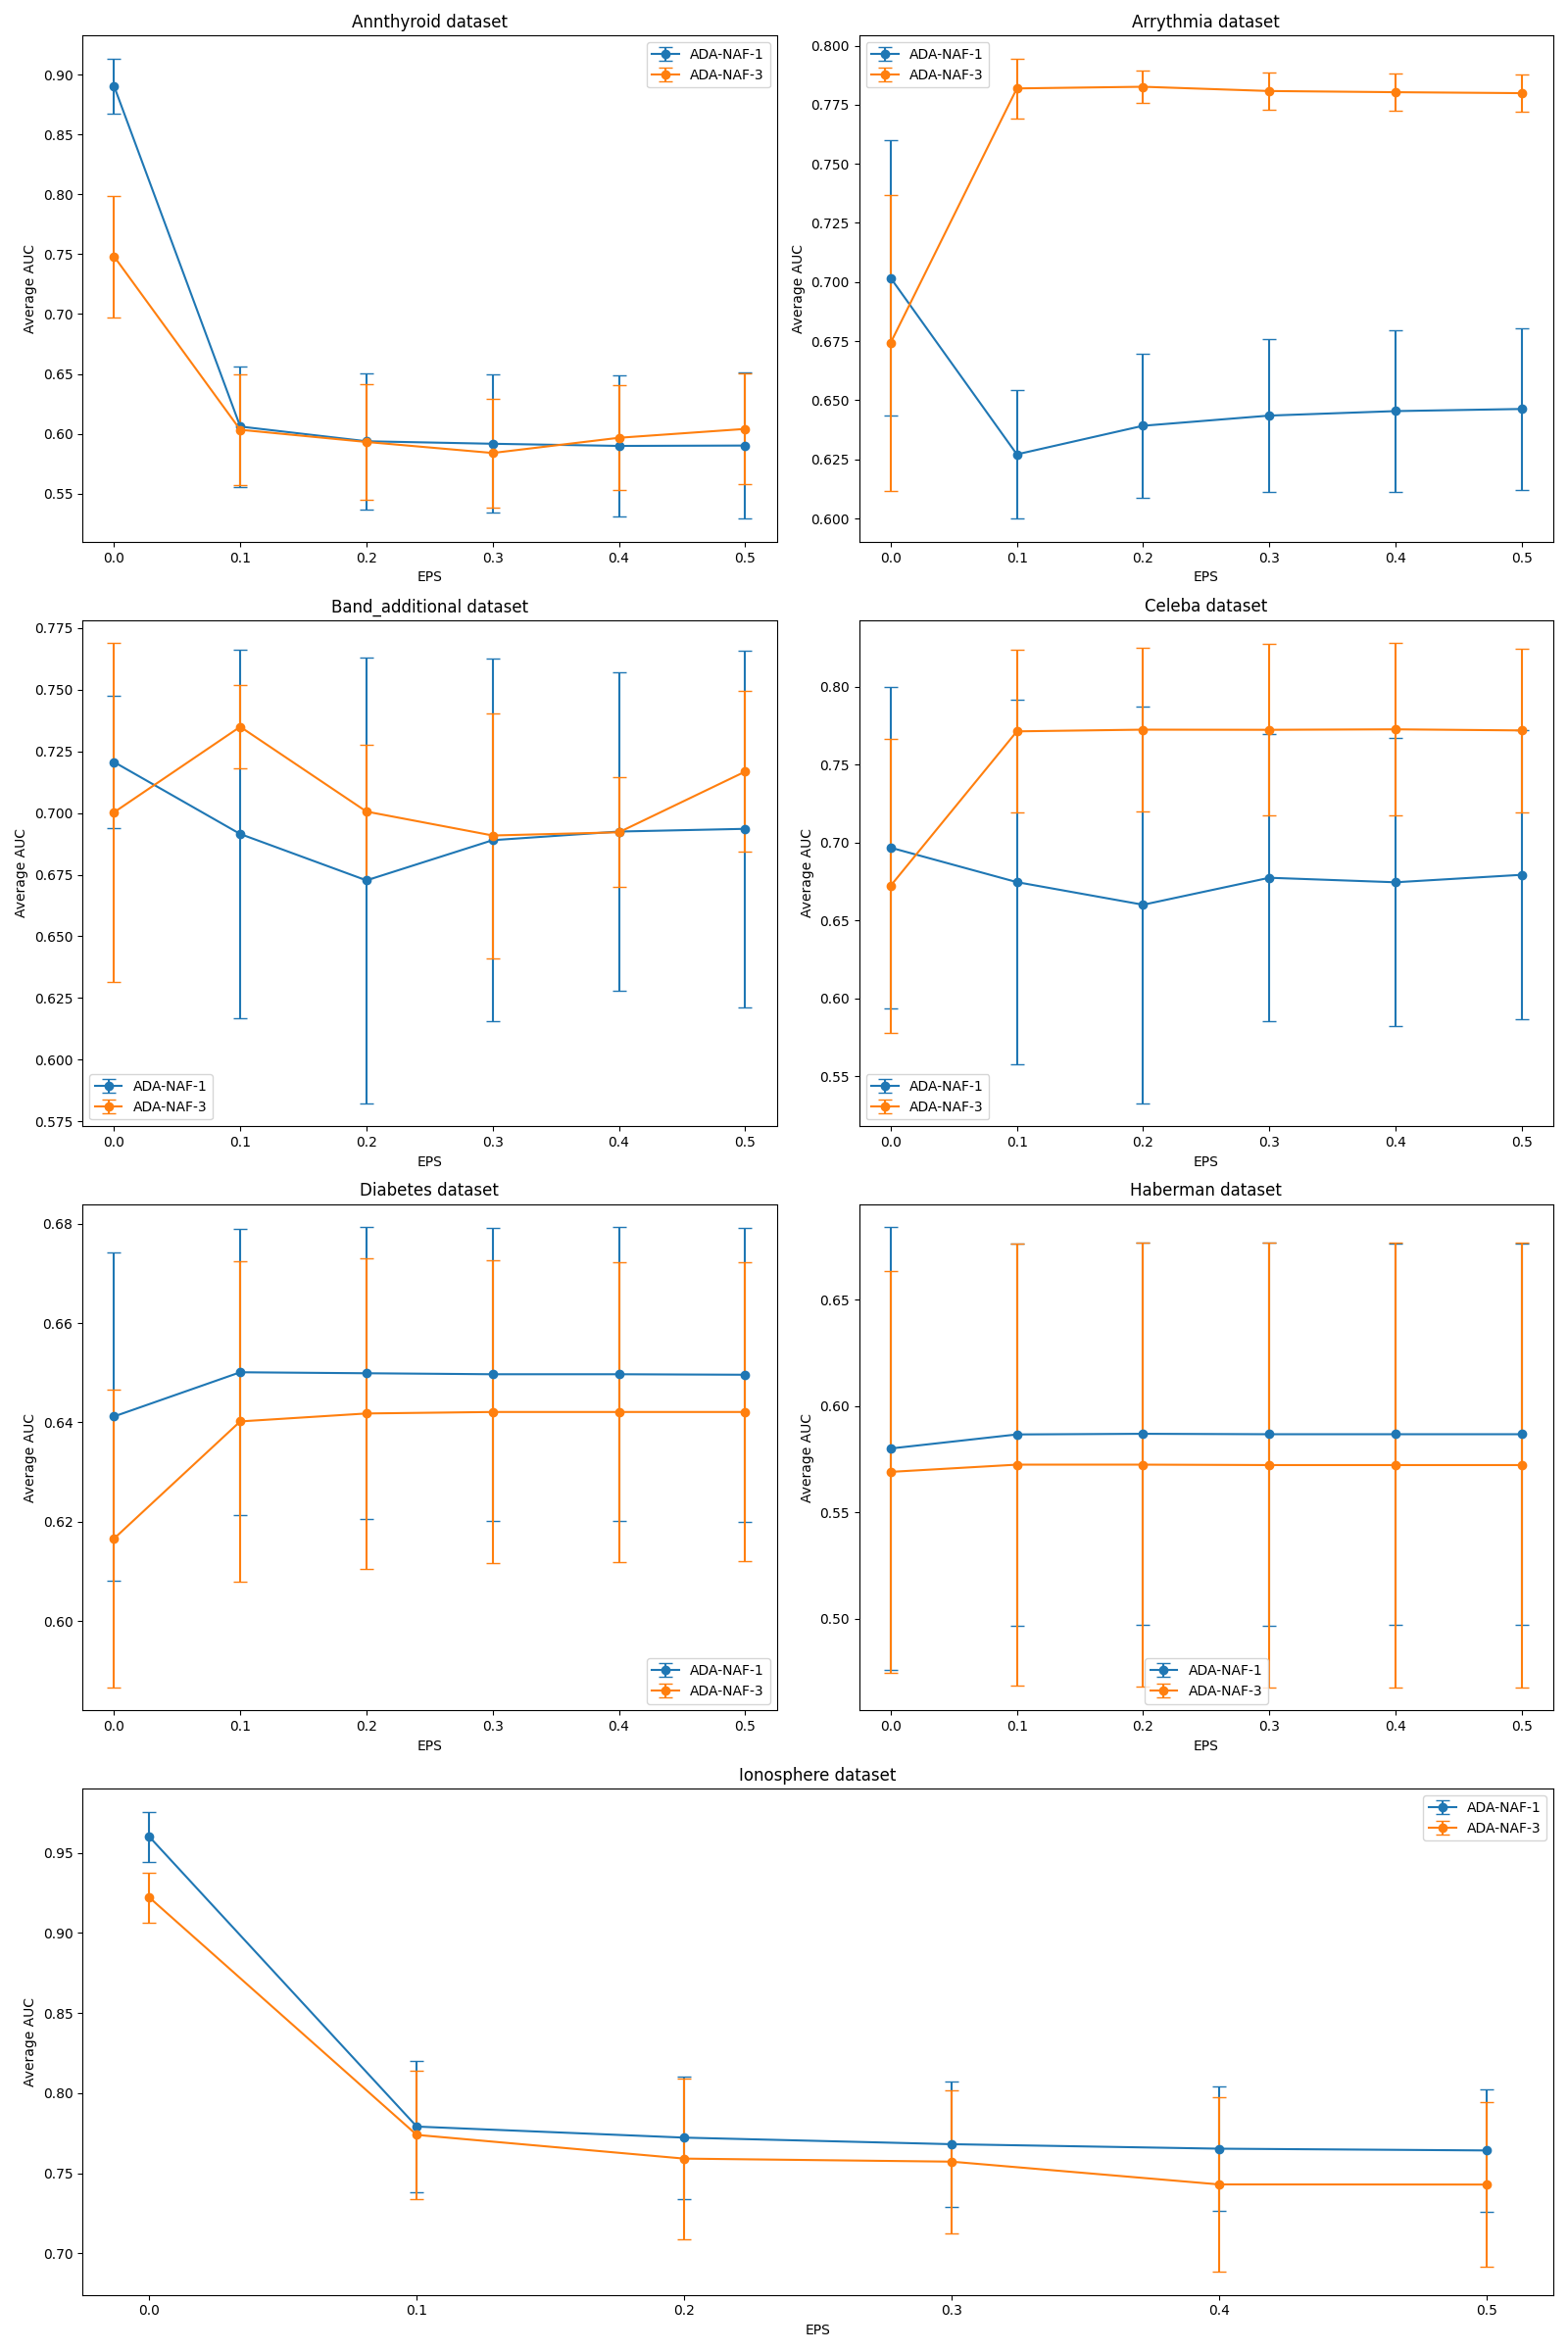 Annthyroid dataset
ADA-NAF-1
ADA-NAF-3
Average AUC
0.90
0.85
0.80
0.75
0.70
0.65
0.60
0.55
0.0 0.1 0.2 0.3 0.4 0.5
EPS
Arrythmia dataset
ADA-NAF-1
ADA-NAF-3
Average AUC
0.800
0.775
0.750
0.725
0.700
0.675
0.650
0.625
0.600
0.0 0.1 0.2 0.3 0.4 0.5
EPS
Band_additional dataset
Average AUC
0.775
0.750
0.725
0.700
0.675
0.650
0.625
0.600
0.575
ADA-NAF-1
ADA-NAF-3
0.0 0.1 0.2 0.3 0.4 0.5
EPS
Celeba dataset
Average AUC
0.80
0.75
0.70
0.65
0.60
0.55
ADA-NAF-1
ADA-NAF-3
0.0 0.1 0.2 0.3 0.4 0.5
EPS
Diabetes dataset
Average AUC
0.68
0.66
0.64
0.62
0.60
ADA-NAF-1
ADA-NAF-3
0.0 0.1 0.2 0.3 0.4 0.5
EPS
Haberman dataset
Average AUC
0.65
0.60
0.55
0.50
ADA-NAF-1
ADA-NAF-3
0.0 0.1 0.2 0.3 0.4 0.5
EPS
Ionosphere dataset
ADA-NAF-1
ADA-NAF-3
Average AUC
0.95
0.90
0.85
0.80
0.75
0.70
0.0 0.1 0.2 0.3 0.4 0.5
EPS